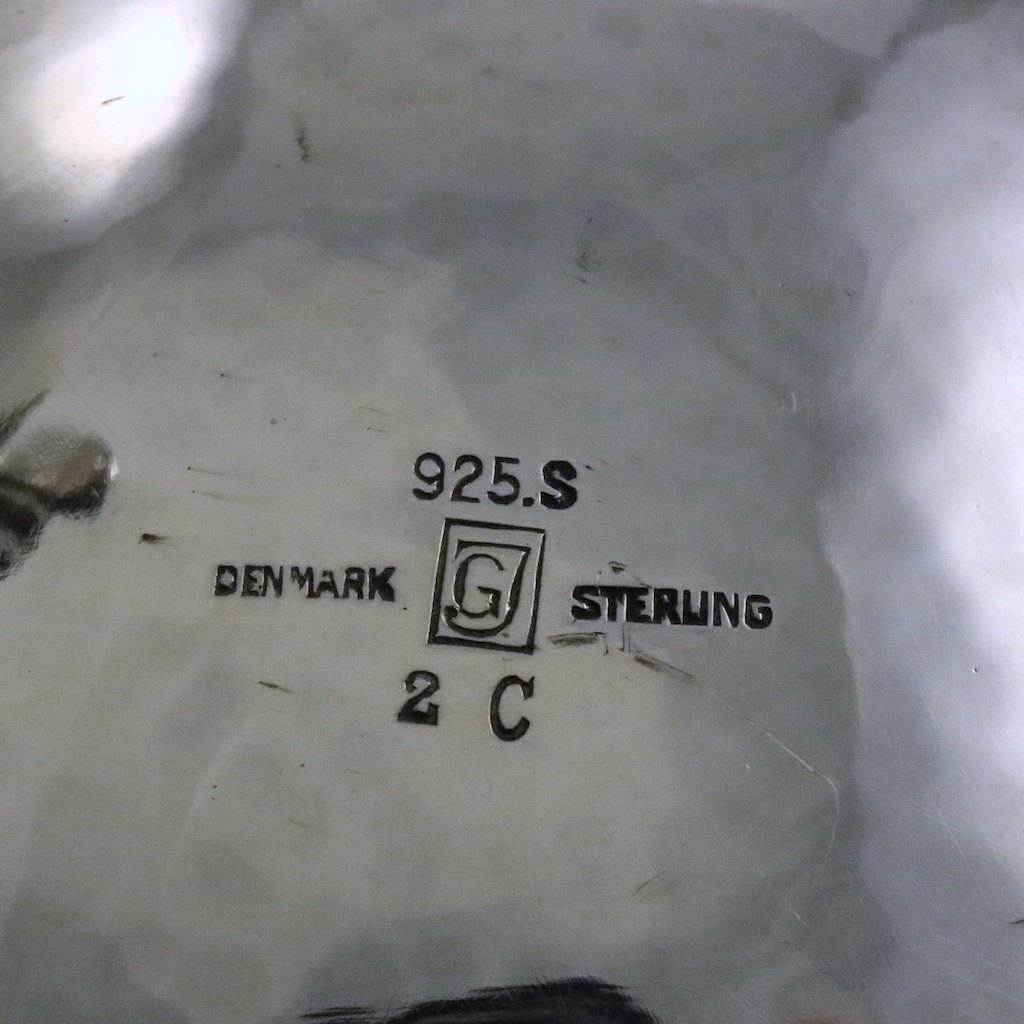 925.S
DENMARK GJ STERLING
2 C